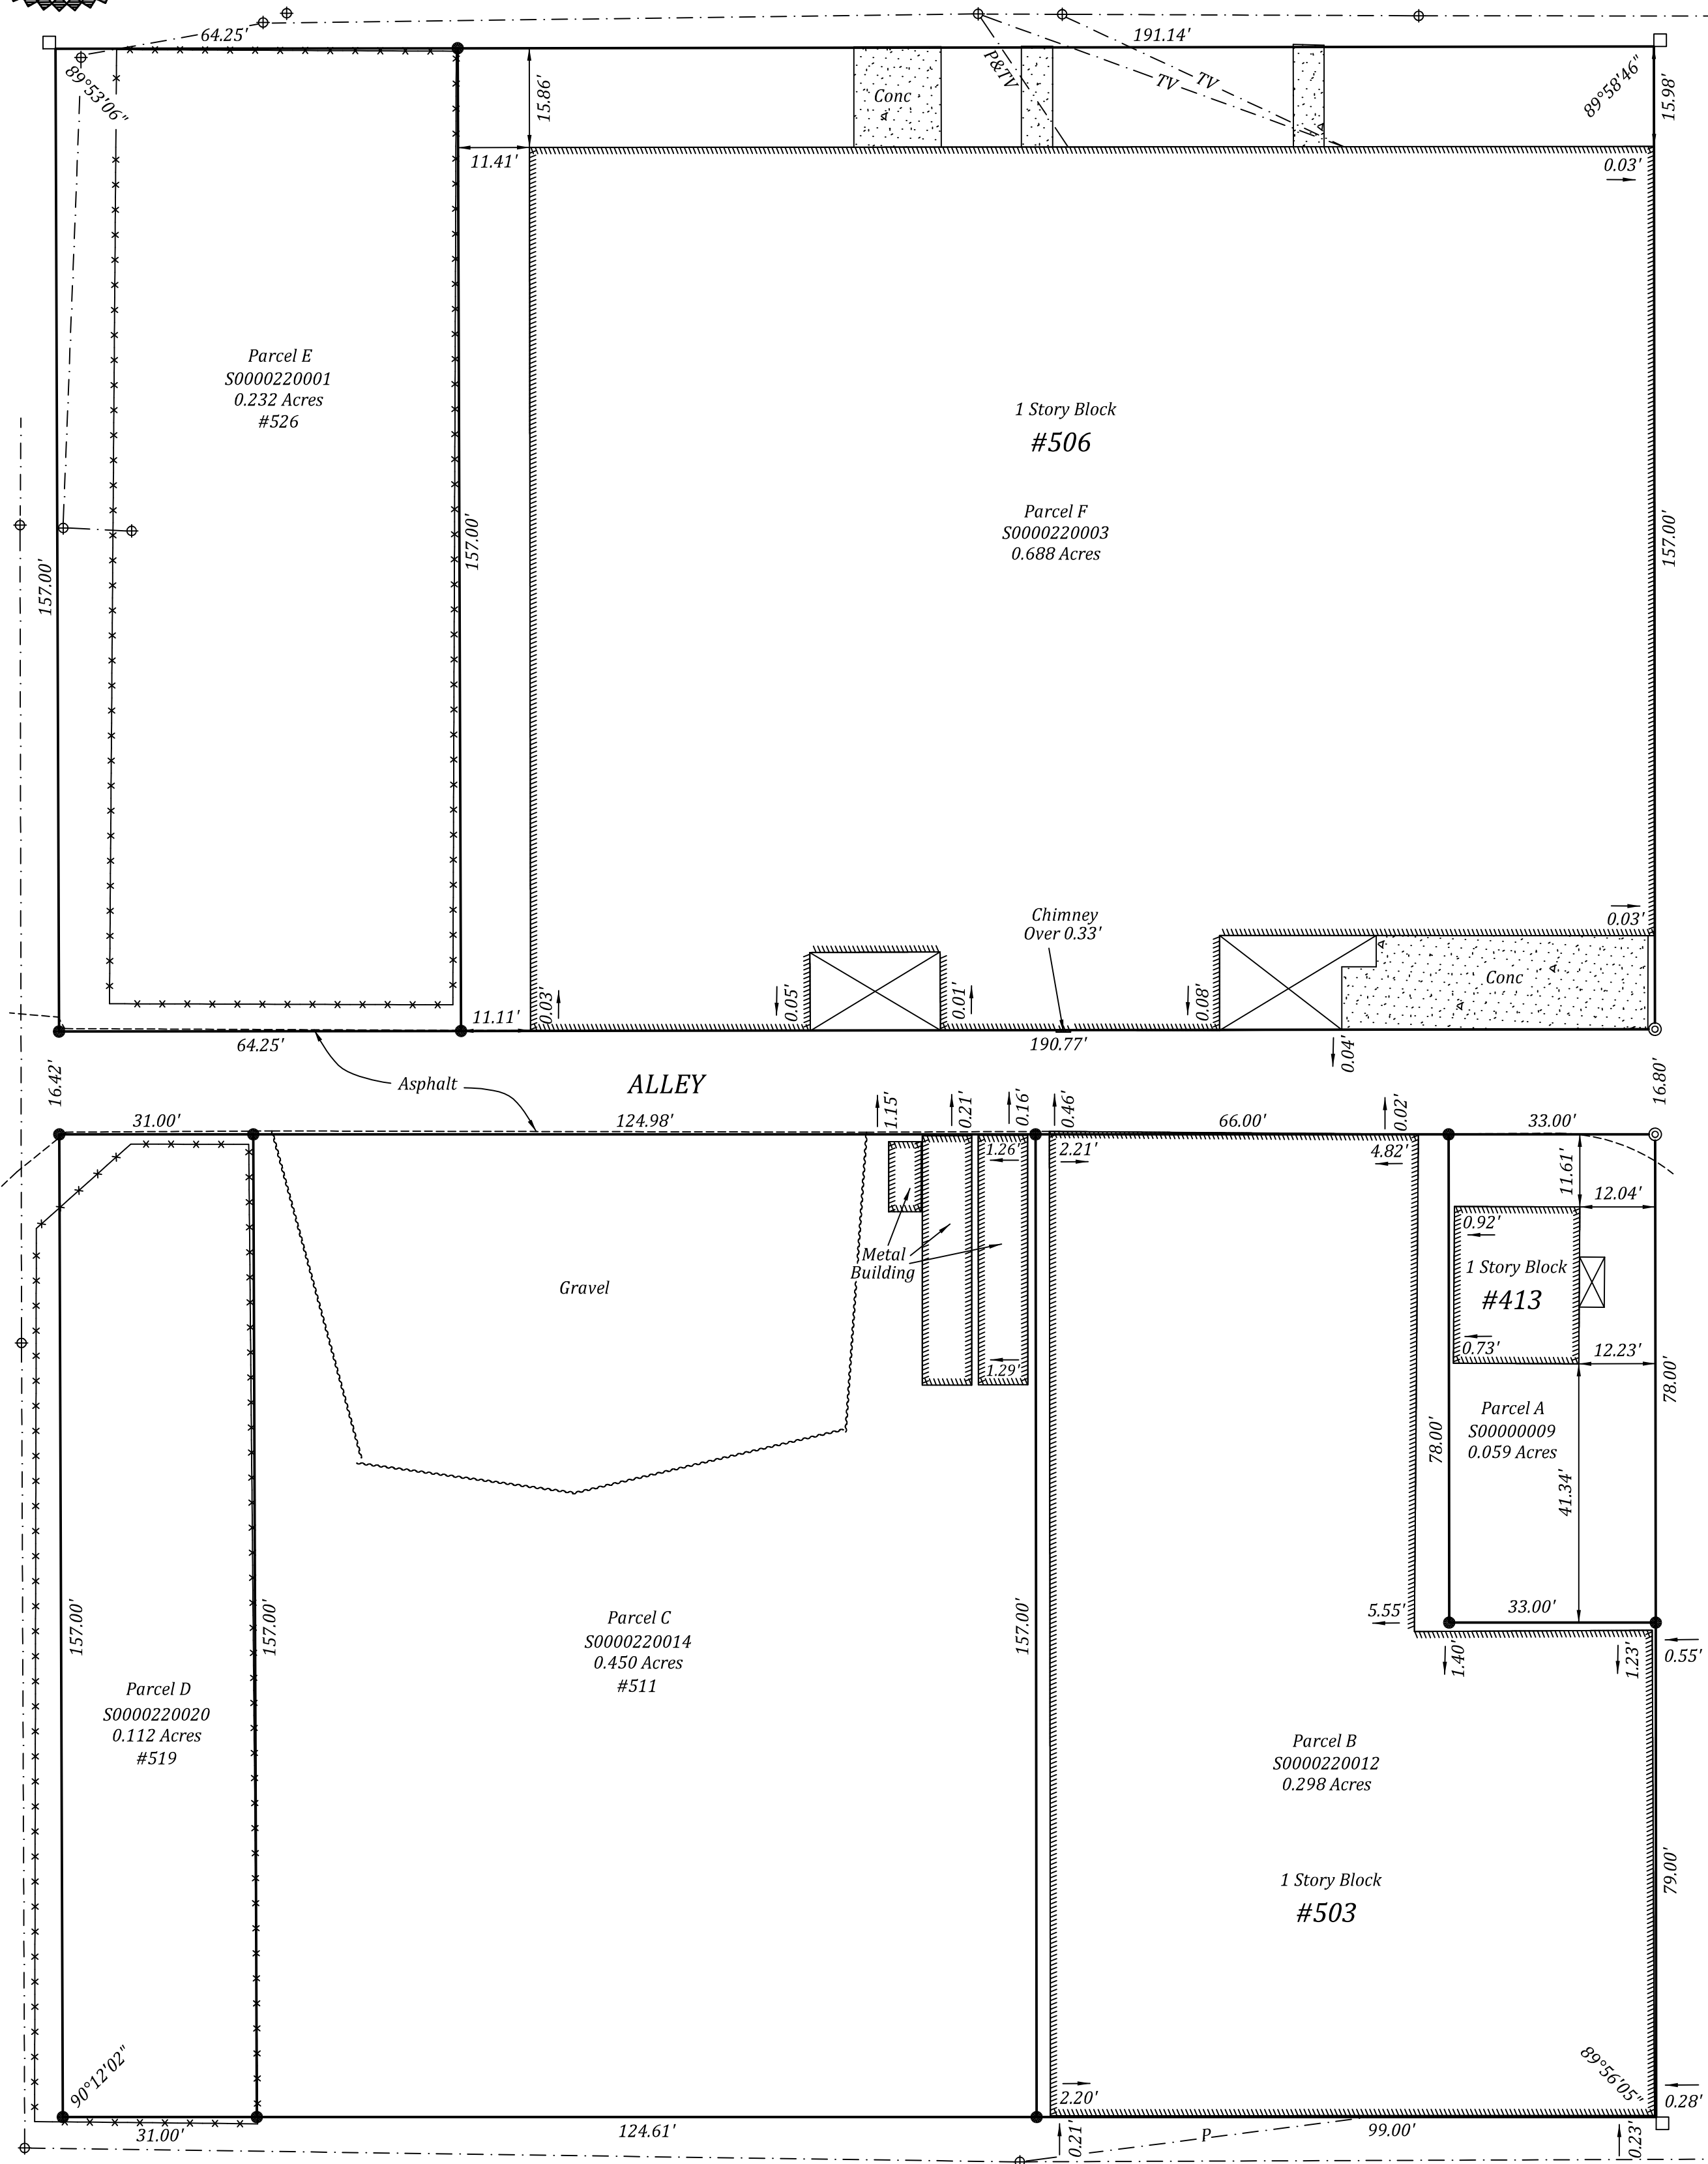 64.25'
191.14'
89°53'06"
89°58'46"
15.86'
15.98'
P&TV
TV
TV
Conc
11.41'
0.03'
Parcel E
S0000220001
0.232 Acres
#526
1 Story Block
#506
Parcel F
S0000220003
0.688 Acres
157.00'
157.00'
157.00'
Chimney
Over 0.33'
0.03'
Conc
0.03'
0.05'
0.01'
0.08'
11.11'
64.25'
190.77'
0.04'
16.42'
Asphalt
ALLEY
16.80'
31.00'
124.98'
1.15'
0.21'
0.16'
0.46'
66.00'
0.02'
33.00'
1.26'
2.21'
4.82'
11.61'
12.04'
0.92'
Metal
Building
1 Story Block
#413
Gravel
0.73'
12.23'
1.29'
78.00'
78.00'
Parcel A
S00000009
0.059 Acres
41.34'
33.00'
5.55'
1.40'
1.23'
0.55'
157.00'
157.00'
157.00'
Parcel C
S0000220014
0.450 Acres
#511
Parcel D
S0000220020
0.112 Acres
#519
Parcel B
S0000220012
0.298 Acres
79.00'
1 Story Block
#503
90°12'02"
89°56'05"
2.20'
0.28'
31.00'
124.61'
0.21'
P
99.00'
0.23'